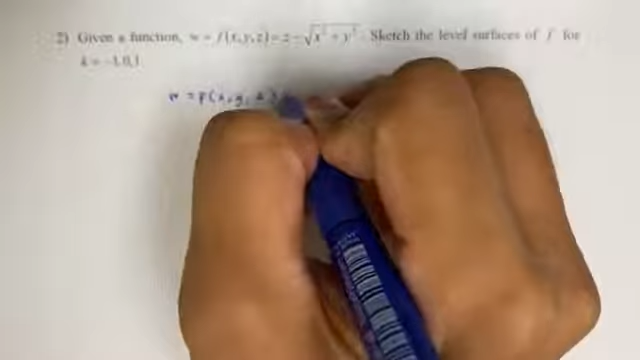 2) Given a function, w = f(x,y,z) = z - √(x² + y²). Sketch the level surfaces of f for
k = -1,0,1
w = f(x, y, z)